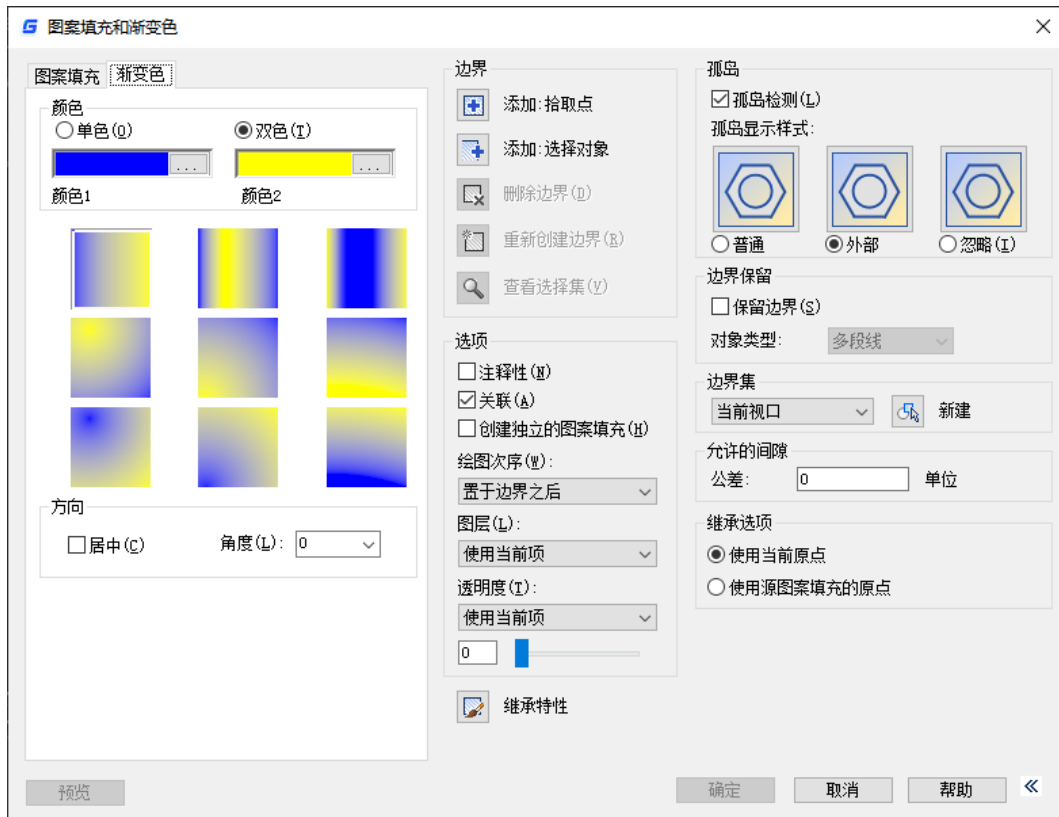 图案填充和渐变色
图案填充 渐变色
颜色
单色(O) 双色(T)
... ...
颜色1 颜色2
方向
居中(C) 角度(L): 0
预览
边界
添加:拾取点
添加:选择对象
删除边界(D)
重新创建边界(R)
查看选择集(V)
选项
注释性(N)
关联(A)
创建独立的图案填充(H)
绘图次序(W):
置于边界之后
图层(L):
使用当前项
透明度(T):
使用当前项
0
继承特性
孤岛
孤岛检测(L)
孤岛显示样式:
普通 外部 忽略(I)
边界保留
保留边界(S)
对象类型: 多段线
边界集
当前视口 新建
允许的间隙
公差: 0 单位
继承选项
使用当前原点
使用源图案填充的原点
确定 取消 帮助